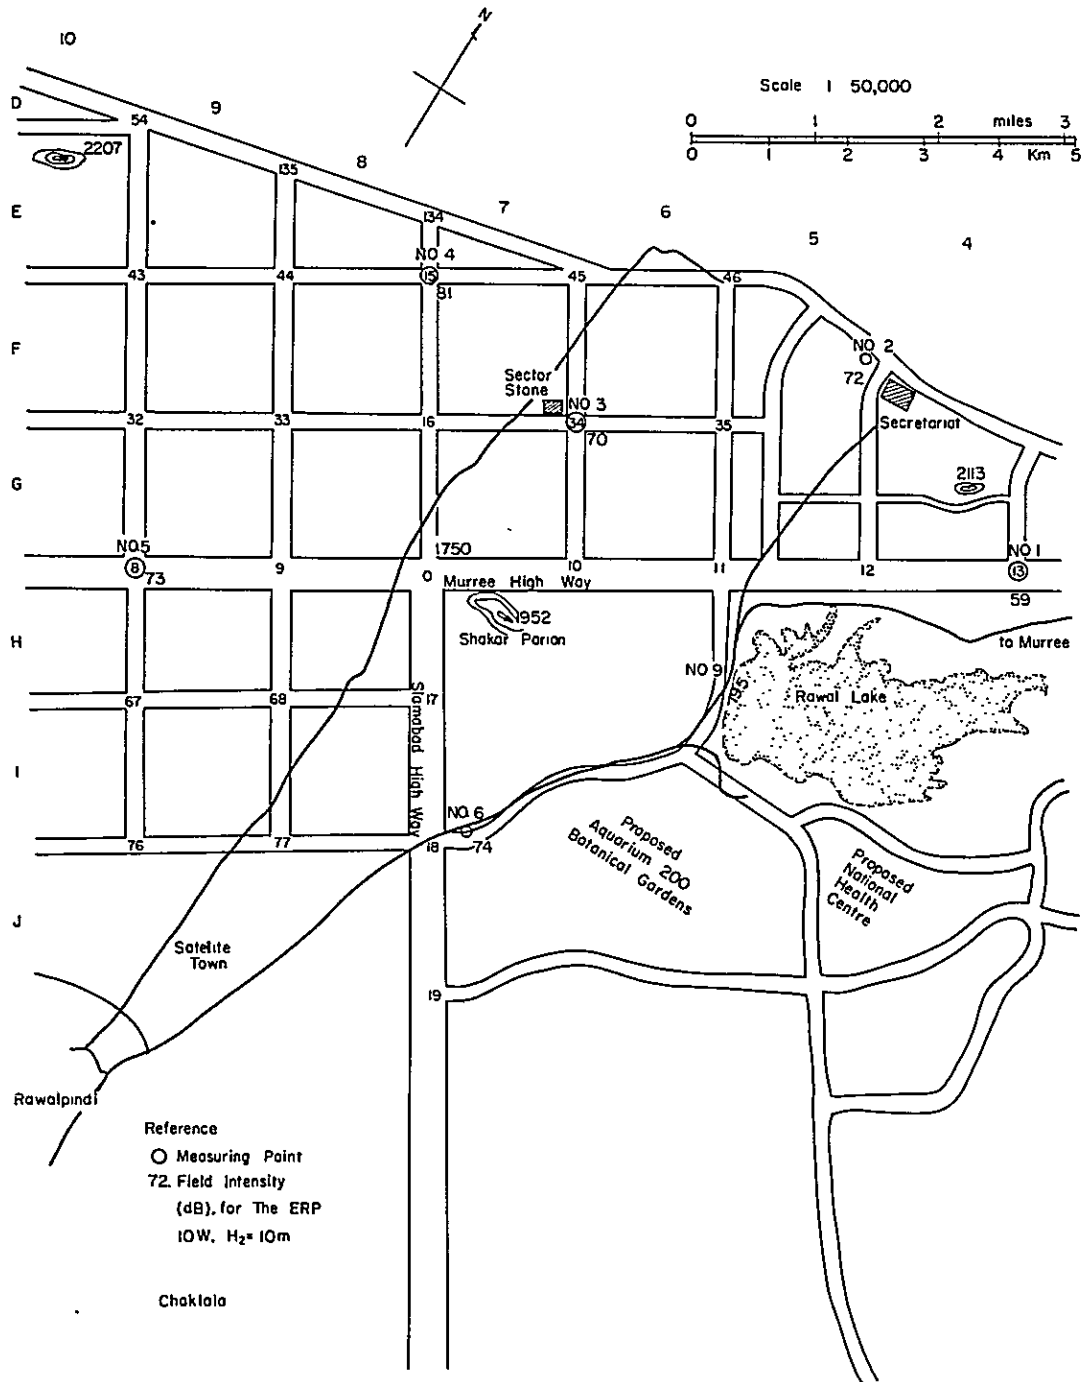 N
10
Scale 1 50,000
D
9
0 1 2 miles 3
0 1 2 3 4 Km 5
54
2207
8
135
E
134
7
6
5
4
NO 4
43
44
15
45
46
81
F
NO 2
72
Sector
Stone
NO 3
32
33
16
34
35
Secretariat
70
G
2113
NO.5
1750
NO 1
8
9
0
10
11
12
13
73
Murree High Way
59
1952
Shakar Parian
to Murree
H
NO 9
67
68
17
795
Rawal Lake
Slamabad High Way
I
NO. 6
76
77
18
74
Proposed
Aquarium 200
Botanical Gardens
Proposed
National
Health
Centre
J
Satelite
Town
19
Rawalpindi
Reference
Measuring Point
72. Field Intensity
(dB), for The ERP
10W. H₂= 10m
Chaklala